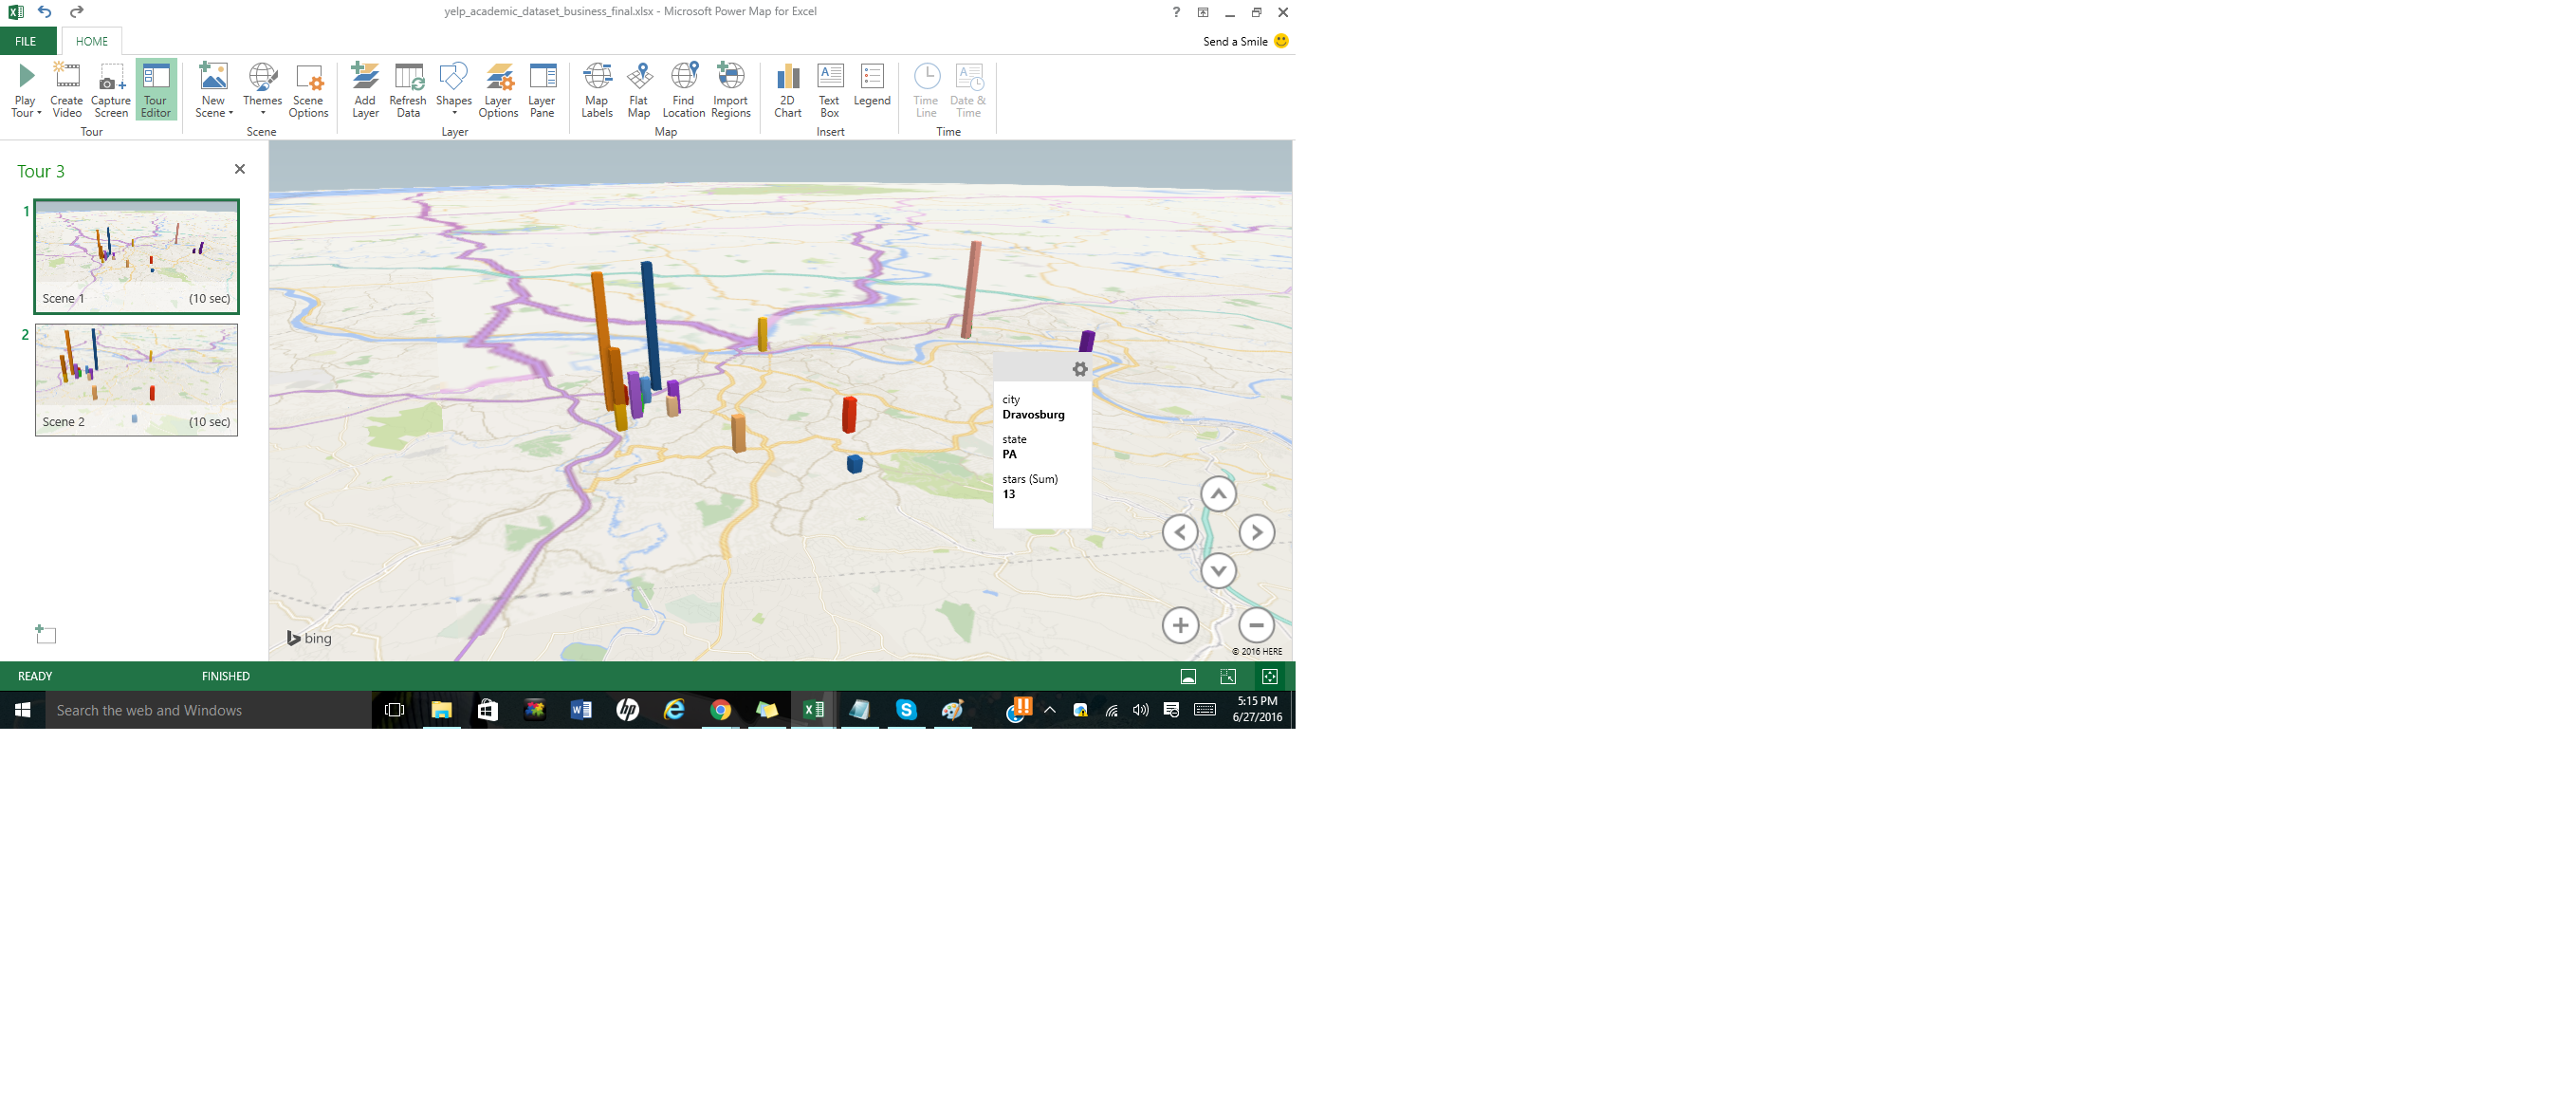 yelp_academic_dataset_business_final.xlsx - Microsoft Power Map for Excel
?
FILE
HOME
Send a Smile
Play Tour
Create Video
Capture Screen
Tour Editor
New Scene
Themes
Scene Options
Add Layer
Refresh Data
Shapes
Layer Options
Layer Pane
Map Labels
Flat Map
Find Location
Import Regions
2D Chart
Text Box
Legend
Time Line
Date & Time
Tour
Scene
Layer
Map
Insert
Time
Tour 3
1
Scene 1 (10 sec)
2
Scene 2 (10 sec)
city
Dravosburg
state
PA
stars (Sum)
13
bing
© 2016 HERE
READY
FINISHED
Search the web and Windows
5:15 PM
6/27/2016